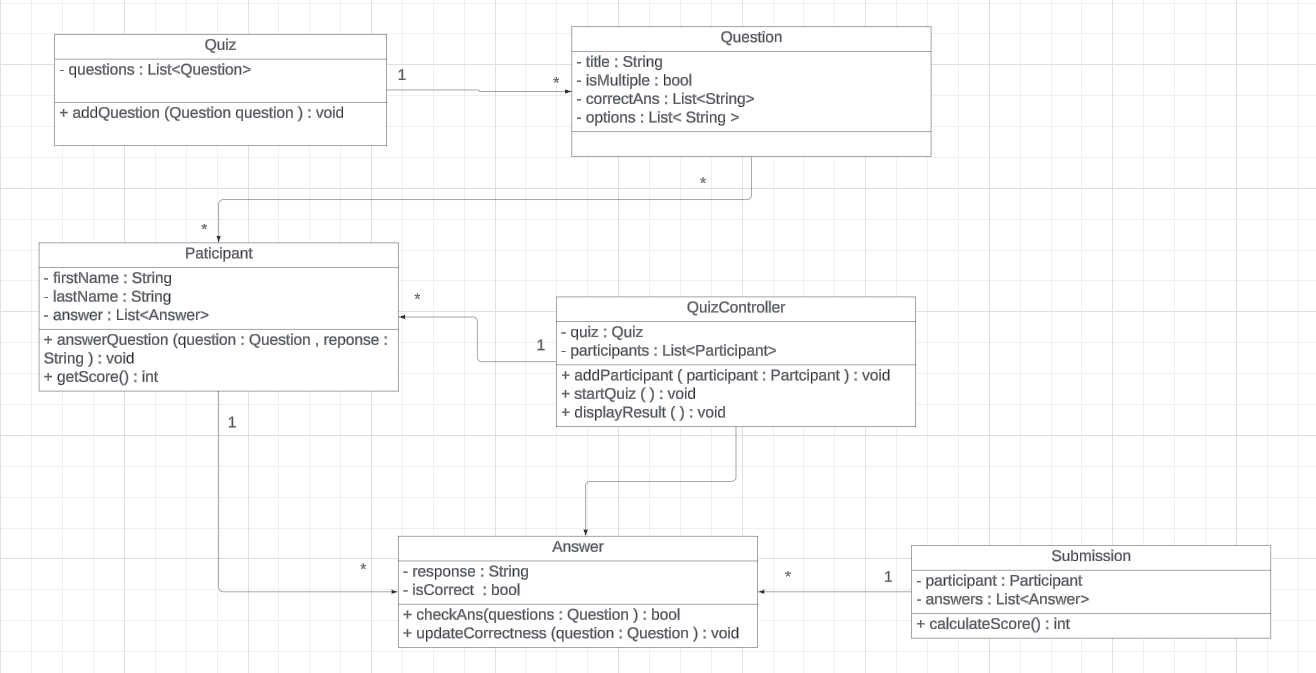 Quiz
- questions : List<Question>
+ addQuestion (Question question ) : void
1
*
Question
- title : String
- isMultiple : bool
- correctAns : List<String>
- options : List< String >
*
*
Paticipant
- firstName : String
- lastName : String
- answer : List<Answer>
+ answerQuestion (question : Question , reponse :
String ) : void
+ getScore() : int
*
1
QuizController
- quiz : Quiz
- participants : List<Participant>
+ addParticipant ( participant : Partcipant ) : void
+ startQuiz ( ) : void
+ displayResult ( ) : void
1
*
Answer
- response : String
- isCorrect : bool
+ checkAns(questions : Question ) : bool
+ updateCorrectness (question : Question ) : void
*
1
Submission
- participant : Participant
- answers : List<Answer>
+ calculateScore() : int